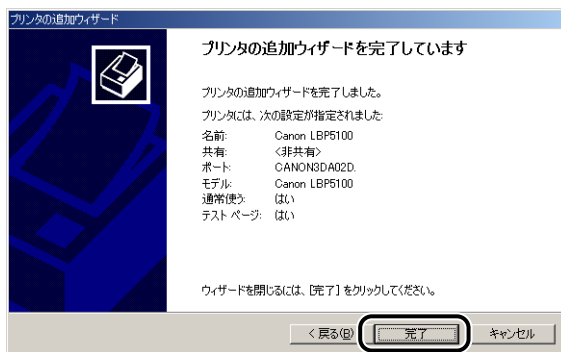 プリンタの追加ウィザード
プリンタの追加ウィザードを完了しています
プリンタの追加ウィザードを完了しました。
プリンタには、次の設定が指定されました:
名前: Canon LBP5100
共有: <非共有>
ポート: CANON3DA02D.
モデル: Canon LBP5100
通常使う: はい
テスト ページ: はい
ウィザードを閉じるには、[完了] をクリックしてください。
< 戻る(B) 完了 キャンセル